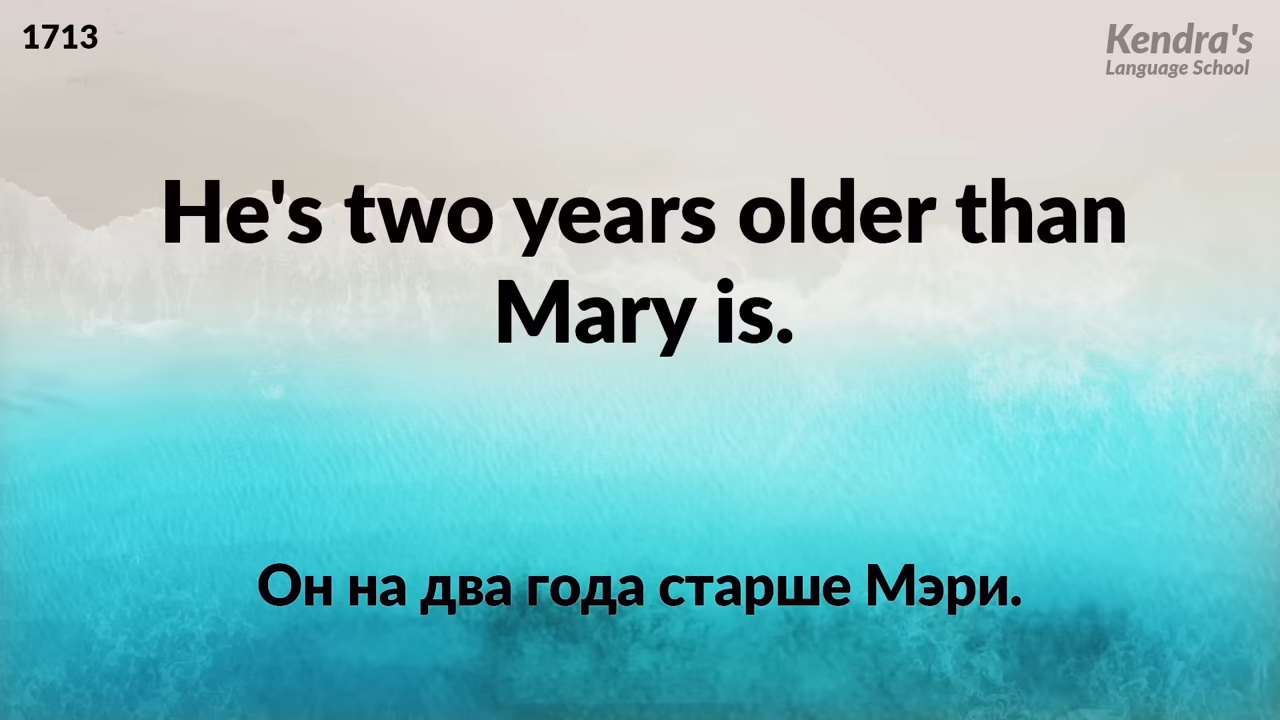 1713
Kendra's
Language School
He's two years older than
Mary is.
Он на два года старше Мэри.